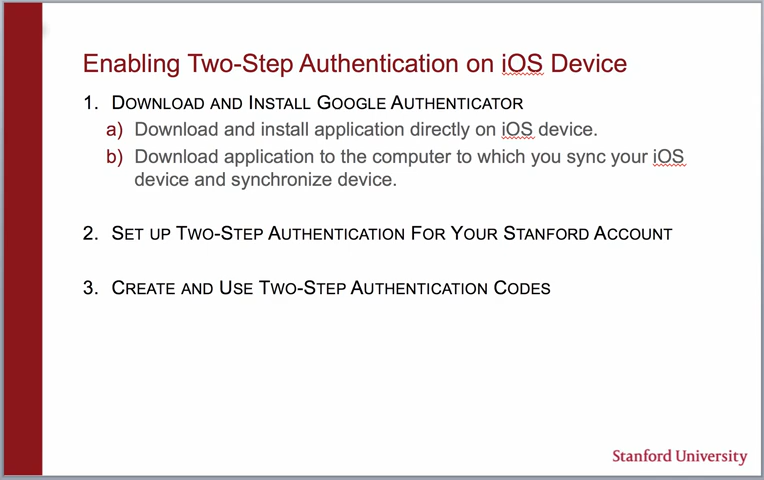 Enabling Two-Step Authentication on iOS Device
1. Download and Install Google Authenticator
a) Download and install application directly on iOS device.
b) Download application to the computer to which you sync your iOS
device and synchronize device.
2. Set up Two-Step Authentication For Your Stanford Account
3. Create and Use Two-Step Authentication Codes
Stanford University